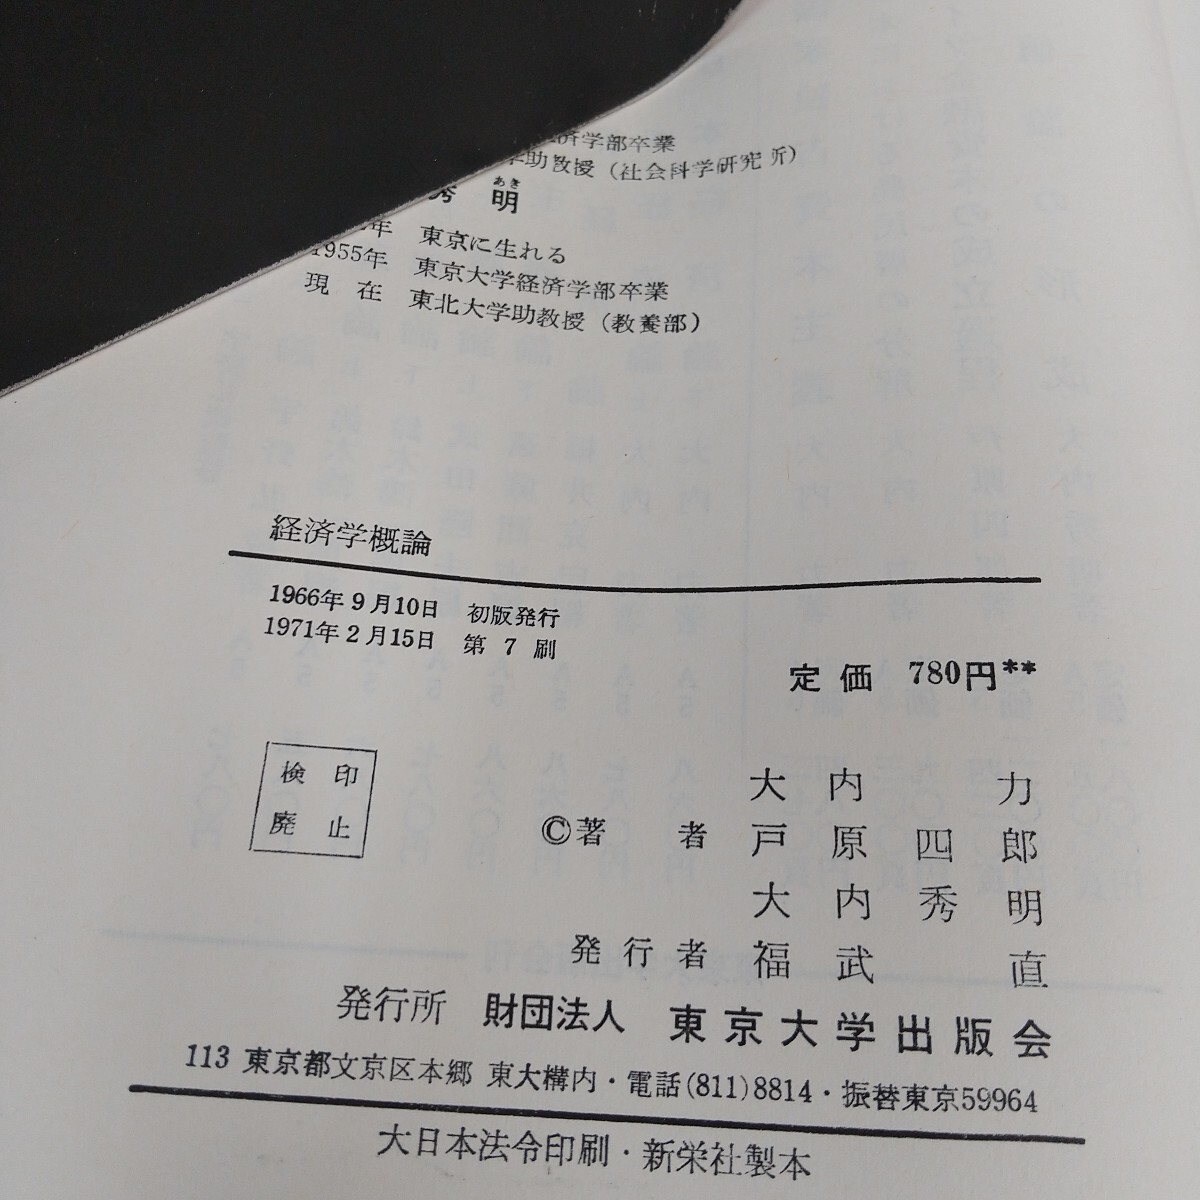 済学部卒業
学助教授（社会科学研究所）
あき
秀明
年 東京に生れる
1955年 東京大学経済学部卒業
現在 東北大学助教授（教養部）
経済学概論
1966年9月10日 初版発行
1971年2月15日 第7刷
定価 780円**
検印
廃止
大内力
©著者 戸原四郎
大内秀明
発行者 福武直
発行所 財団法人 東京大学出版会
113 東京都文京区本郷 東大構内・電話(811)8814・振替東京59964
大日本法令印刷・新栄社製本